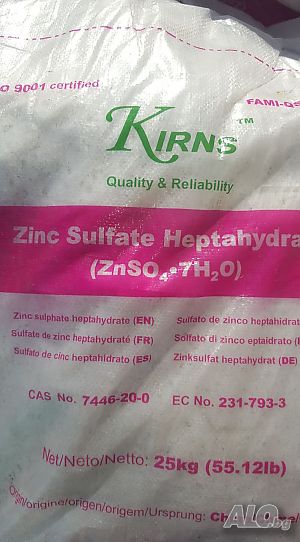 O 9001 certified
FAMI-QS
KIRNS™
Quality & Reliability
Zinc Sulfate Heptahydra
(ZnSO₄•7H₂O)
Zinc sulphate heptahydrate (EN)
Sulfato de zinco heptahidrat
Sulfate de zinc heptahydraté (FR)
Solfato di zinco eptaidrato (
Sulfato de cinc heptahidrato (ES)
Zinksulfat heptahydrat (DE)
CAS No. 7446-20-0
EC No. 231-793-3
Net/Neto/Netto: 25kg (55.12lb)
Origin/origine/origen/origem/Ursprung:
ALO.bg